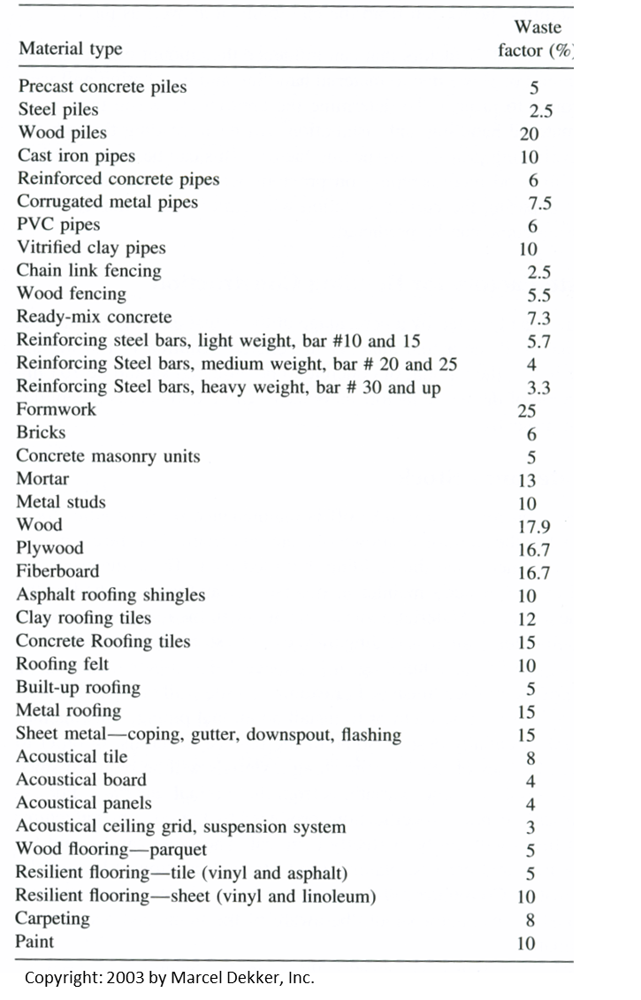 Waste
Material type factor (%)
Precast concrete piles 5
Steel piles 2.5
Wood piles 20
Cast iron pipes 10
Reinforced concrete pipes 6
Corrugated metal pipes 7.5
PVC pipes 6
Vitrified clay pipes 10
Chain link fencing 2.5
Wood fencing 5.5
Ready-mix concrete 7.3
Reinforcing steel bars, light weight, bar #10 and 15 5.7
Reinforcing Steel bars, medium weight, bar # 20 and 25 4
Reinforcing Steel bars, heavy weight, bar # 30 and up 3.3
Formwork 25
Bricks 6
Concrete masonry units 5
Mortar 13
Metal studs 10
Wood 17.9
Plywood 16.7
Fiberboard 16.7
Asphalt roofing shingles 10
Clay roofing tiles 12
Concrete Roofing tiles 15
Roofing felt 10
Built-up roofing 5
Metal roofing 15
Sheet metal—coping, gutter, downspout, flashing 15
Acoustical tile 8
Acoustical board 4
Acoustical panels 4
Acoustical ceiling grid, suspension system 3
Wood flooring—parquet 5
Resilient flooring—tile (vinyl and asphalt) 5
Resilient flooring—sheet (vinyl and linoleum) 10
Carpeting 8
Paint 10
Copyright: 2003 by Marcel Dekker, Inc.